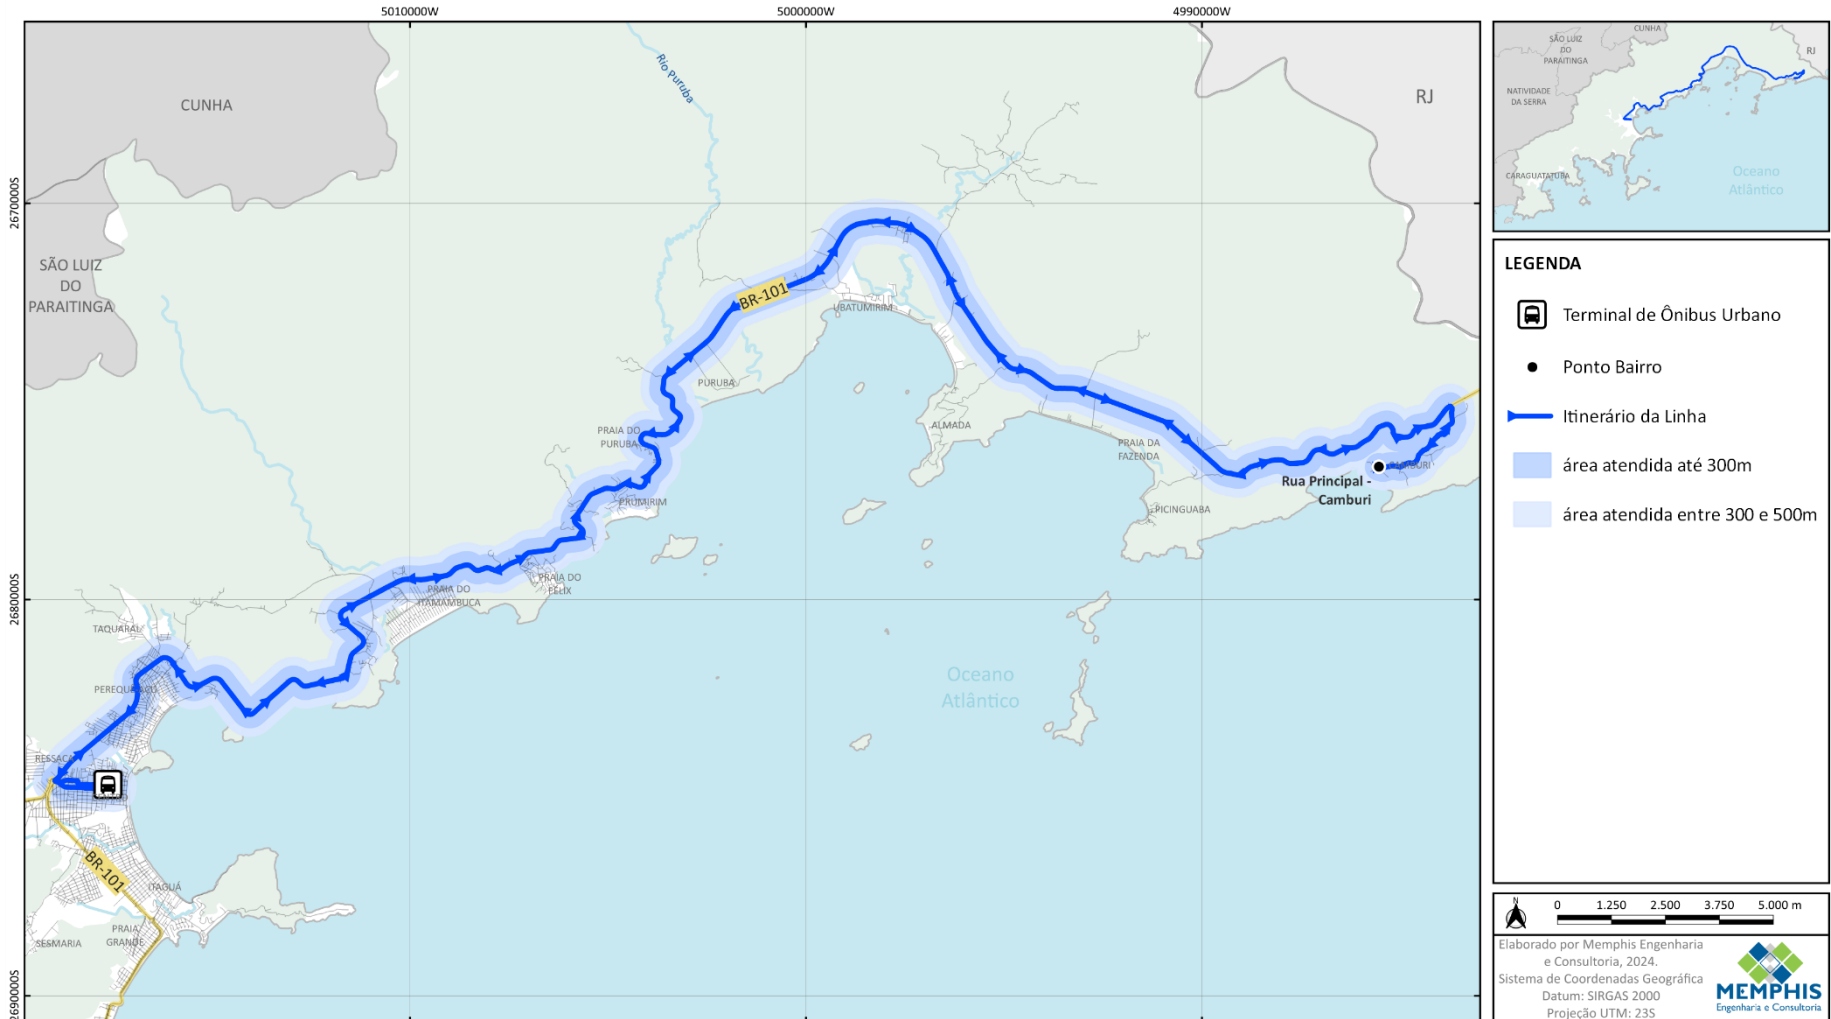 5010000W
5000000W
4990000W
2670000S
2680000S
2690000S
CUNHA
SÃO LUIZ
DO
PARAITINGA
RJ
Rio Puruba
BR-101
UBATUMIRIM
PURUBA
PRAIA DO
PURUBA
ALMADA
PRAIA DA
FAZENDA
PICINGUABA
CAMBURI
Rua Principal -
Camburi
PRUMIRIM
PRAIA DO
FELIX
PRAIA DO
ITAMAMBUCA
TAQUARAL
PEREQUÊ-AÇU
RESSACA
BR-101
ITAGUÁ
PRAIA
GRANDE
SESMARIA
Oceano
Atlântico
CUNHA
SÃO LUIZ
DO
PARAITINGA
RJ
NATIVIDADE
DA SERRA
CARAGUATATUBA
Oceano
Atlântico
LEGENDA
Terminal de Ônibus Urbano
Ponto Bairro
Itinerário da Linha
área atendida até 300m
área atendida entre 300 e 500m
N
0 1.250 2.500 3.750 5.000 m
Elaborado por Memphis Engenharia
e Consultoria, 2024.
Sistema de Coordenadas Geográfica
Datum: SIRGAS 2000
Projeção UTM: 23S
MEMPHIS
Engenharia e Consultoria